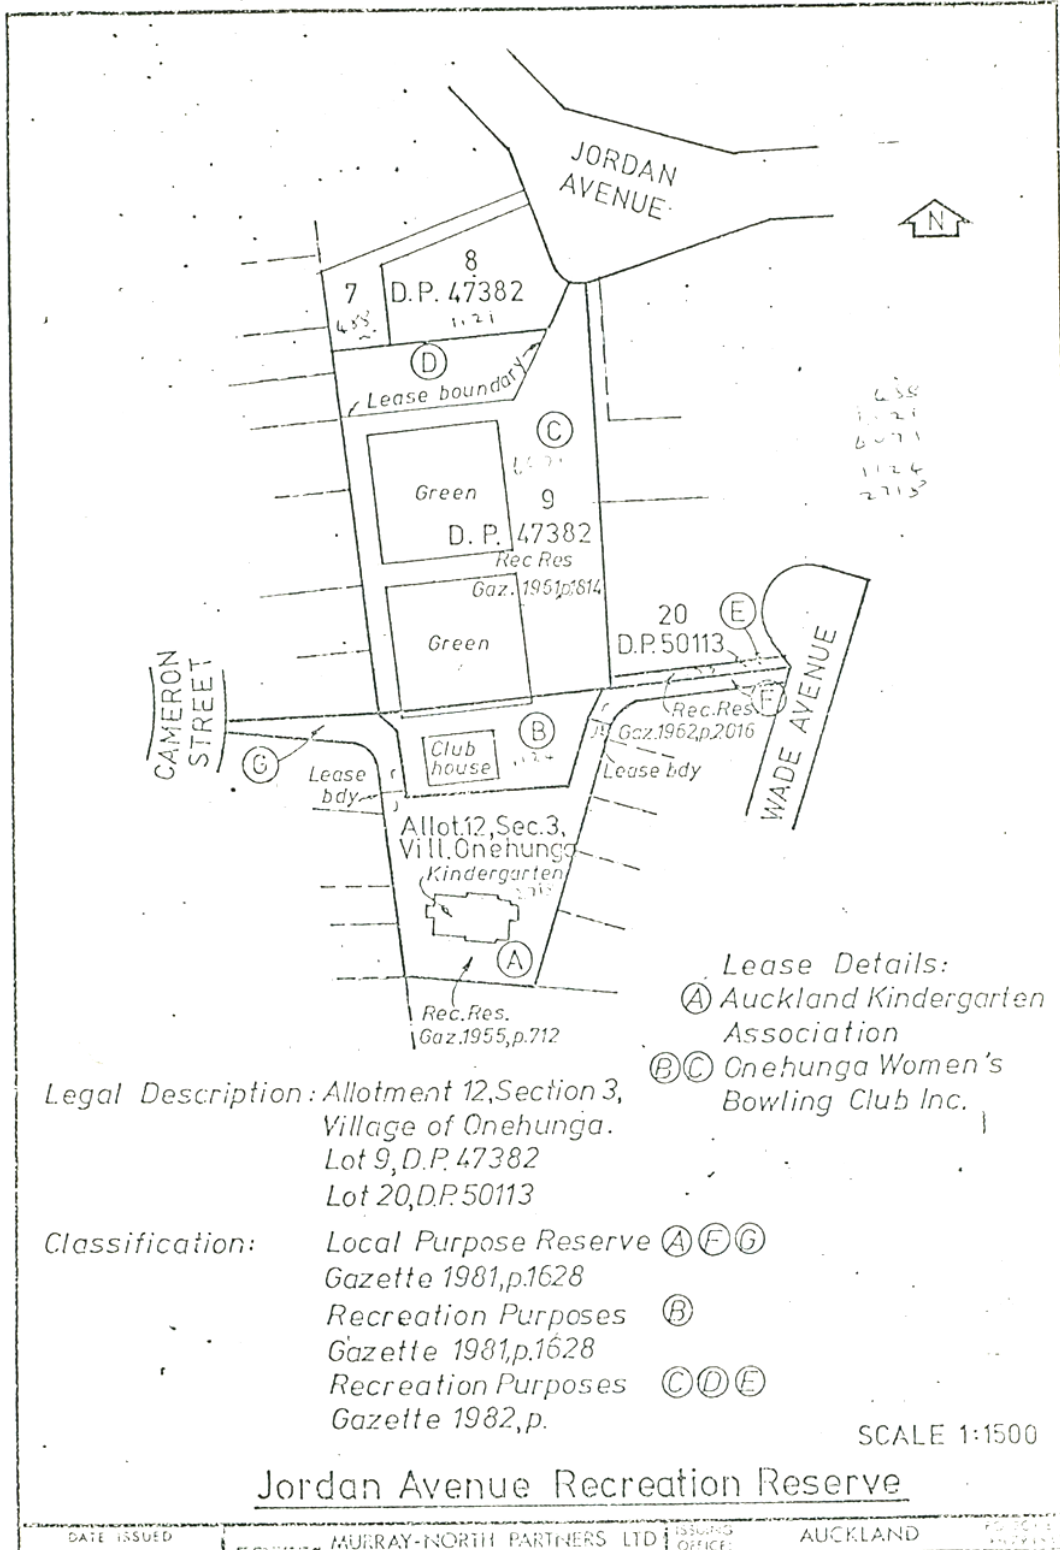 JORDAN
AVENUE
N
8
7
D.P. 47382
1121
D
Lease boundary
C
Green
9
D. P. 47382
Rec Res
Gaz. 1951p.1814
20
E
D.P. 50113
Green
CAMERON
STREET
WADE AVENUE
F
Rec. Res
Gaz.1962,p.2016
B
Club
house
1124
G
Lease
bdy
Lease bdy
Allot.12,Sec.3,
Vill.Onehunga
Kindergarten
A
Rec.Res.
Gaz.1955,p.712
Lease Details:
A Auckland Kindergarten
Association
B C Onehunga Women's
Bowling Club Inc.
Legal Description: Allotment 12,Section 3,
Village of Onehunga.
Lot 9,D.P. 47382
Lot 20,D.P.50113
Classification: Local Purpose Reserve A F G
Gazette 1981,p.1628
Recreation Purposes B
Gazette 1981,p.1628
Recreation Purposes C D E
Gazette 1982,p.
SCALE 1:1500
Jordan Avenue Recreation Reserve
DATE ISSUED
MURRAY-NORTH PARTNERS LTD
ISSUING
OFFICE:
AUCKLAND